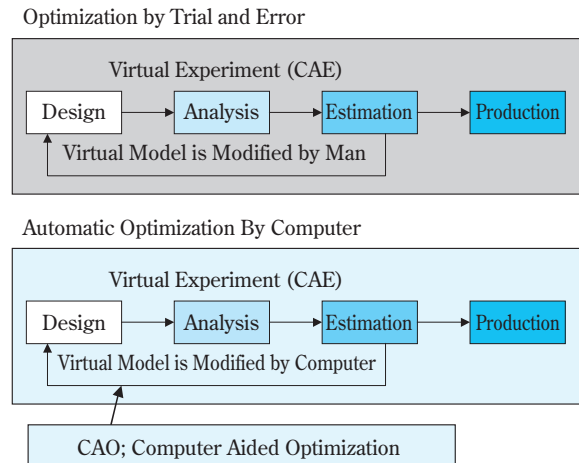 Optimization by Trial and Error
Virtual Experiment (CAE)
Design
Analysis
Estimation
Production
Virtual Model is Modified by Man
Automatic Optimization By Computer
Virtual Experiment (CAE)
Design
Analysis
Estimation
Production
Virtual Model is Modified by Computer
CAO; Computer Aided Optimization